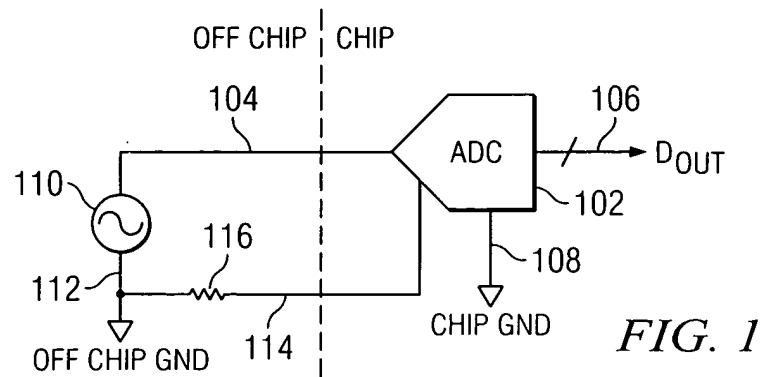 OFF CHIP CHIP
104
106
ADC
D_OUT
110
102
116
108
112
114
OFF CHIP GND
CHIP GND
FIG. 1